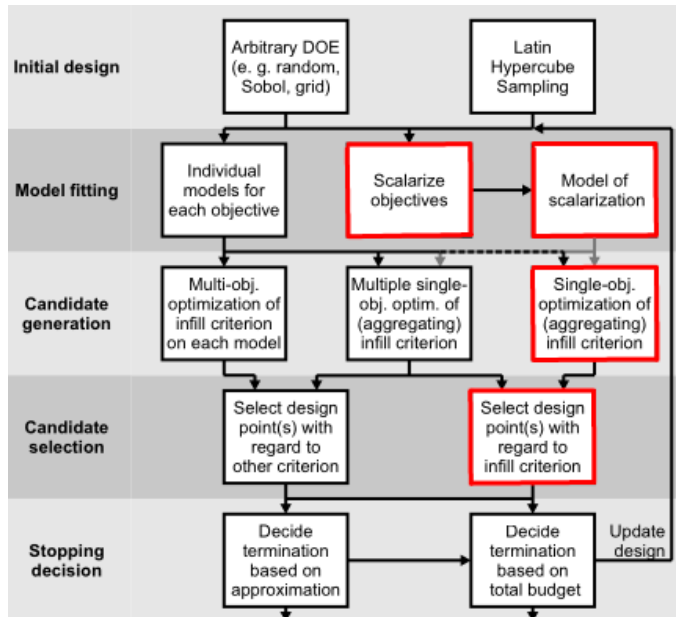 Initial design
Arbitrary DOE
(e. g. random,
Sobol, grid)
Latin
Hypercube
Sampling
Model fitting
Individual
models for
each objective
Scalarize
objectives
Model of
scalarization
Candidate
generation
Multi-obj.
optimization of
infill criterion
on each model
Multiple single-
obj. optim. of
(aggregating)
infill criterion
Single-obj.
optimization of
(aggregating)
infill criterion
Candidate
selection
Select design
point(s) with
regard to
other criterion
Select design
point(s) with
regard to
infill criterion
Stopping
decision
Decide
termination
based on
approximation
Decide
termination
based on
total budget
Update
design